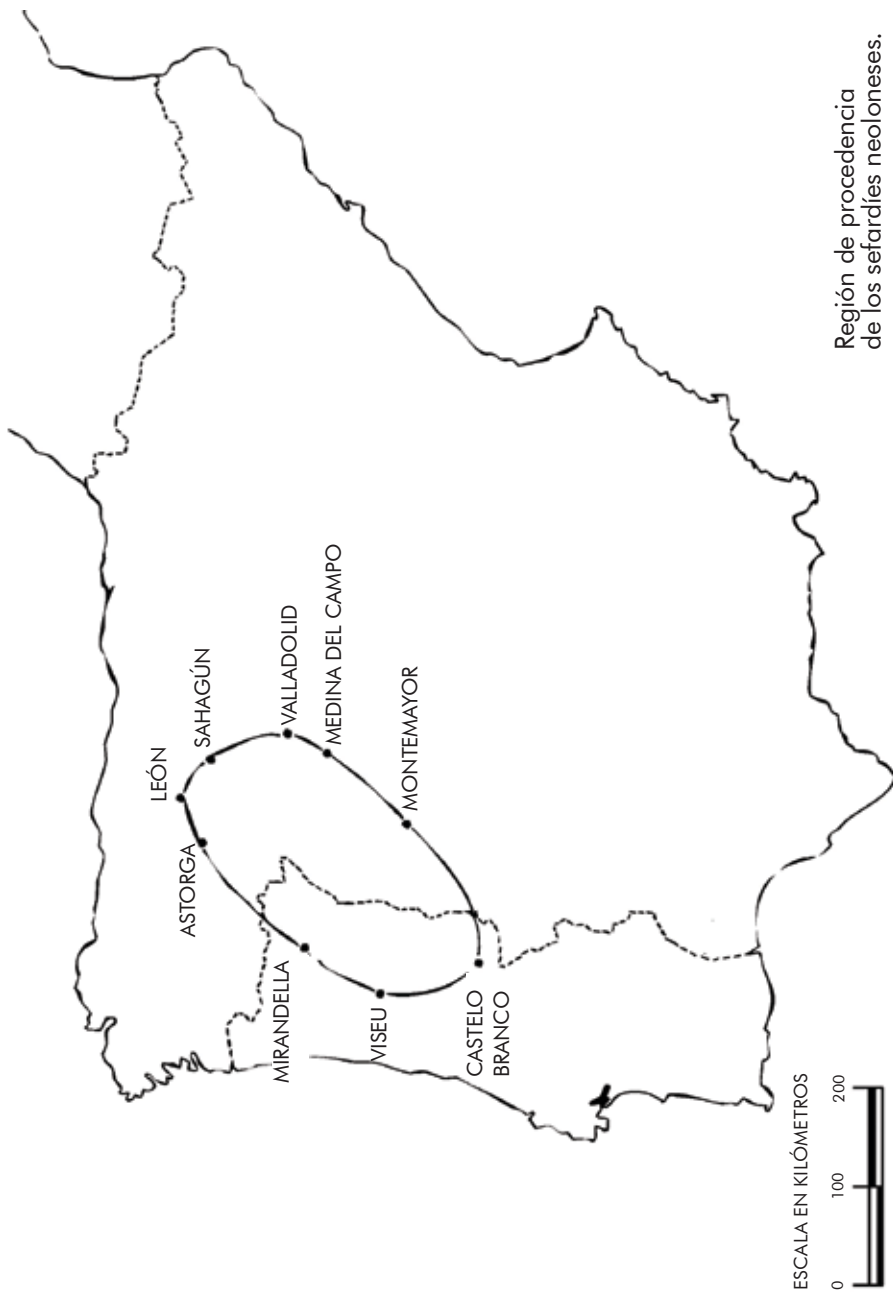 LEÓN
SAHAGÚN
ASTORGA
VALLADOLID
MEDINA DEL CAMPO
MIRANDELLA
VISEU
MONTEMAYOR
CASTELO
BRANCO
ESCALA EN KILÓMETROS
0 100 200
Región de procedencia
de los sefardíes neoloneses.